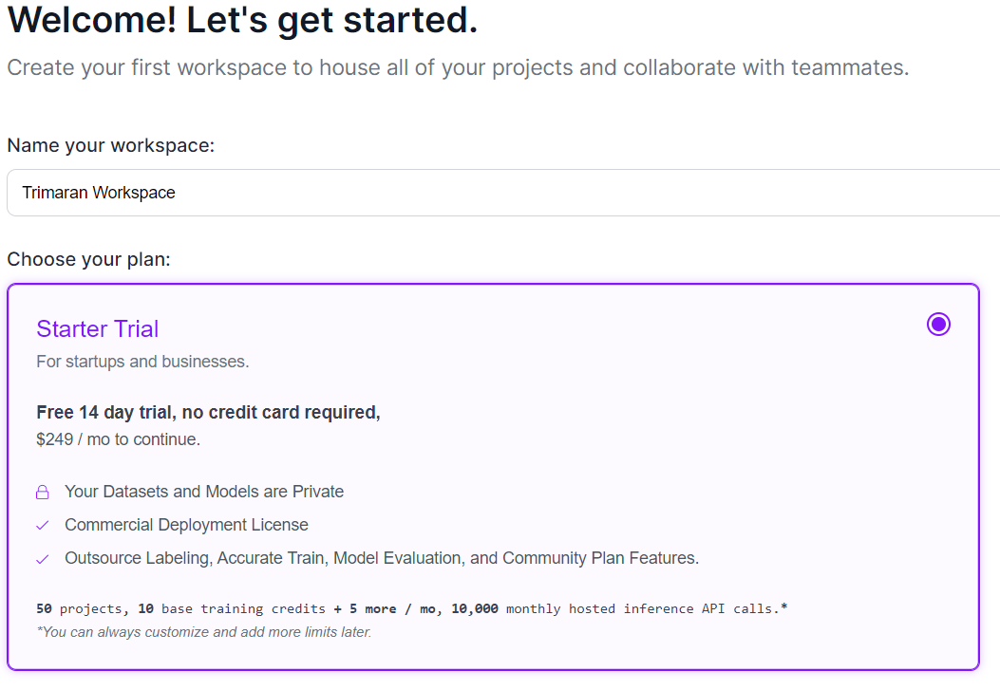 Welcome! Let's get started.
Create your first workspace to house all of your projects and collaborate with teammates.
Name your workspace:
Trimaran Workspace
Choose your plan:
Starter Trial
For startups and businesses.
Free 14 day trial, no credit card required,
$249 / mo to continue.
Your Datasets and Models are Private
Commercial Deployment License
Outsource Labeling, Accurate Train, Model Evaluation, and Community Plan Features.
50 projects, 10 base training credits + 5 more / mo, 10,000 monthly hosted inference API calls.*
*You can always customize and add more limits later.